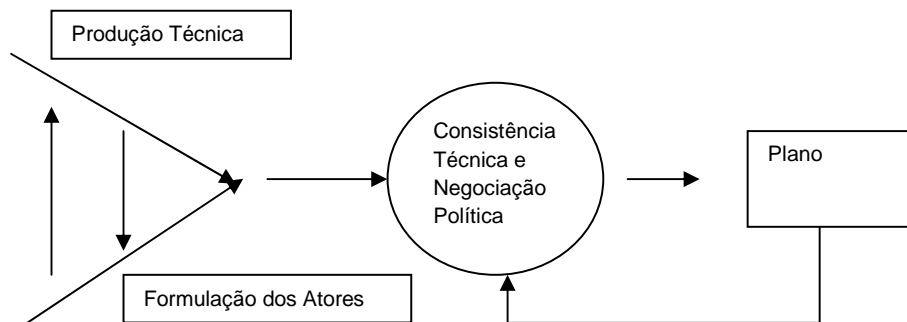 Produção Técnica
Consistência
Técnica e
Negociação
Política
Plano
Formulação dos Atores